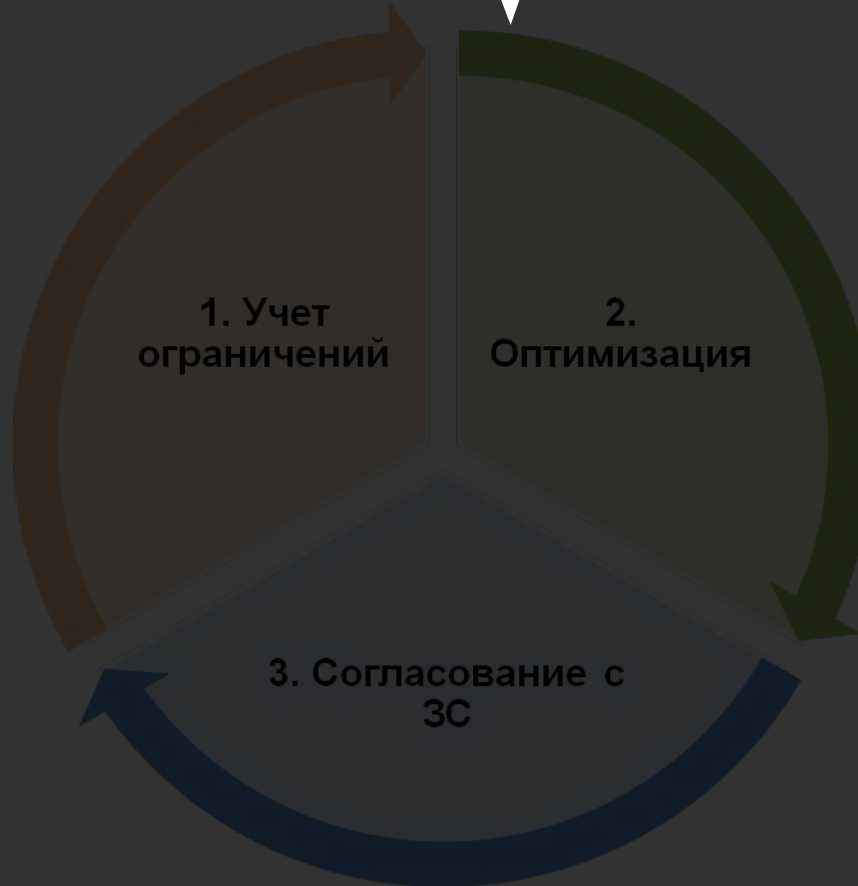 1. Учет
ограничений
2.
Оптимизация
3. Согласование с
ЗС